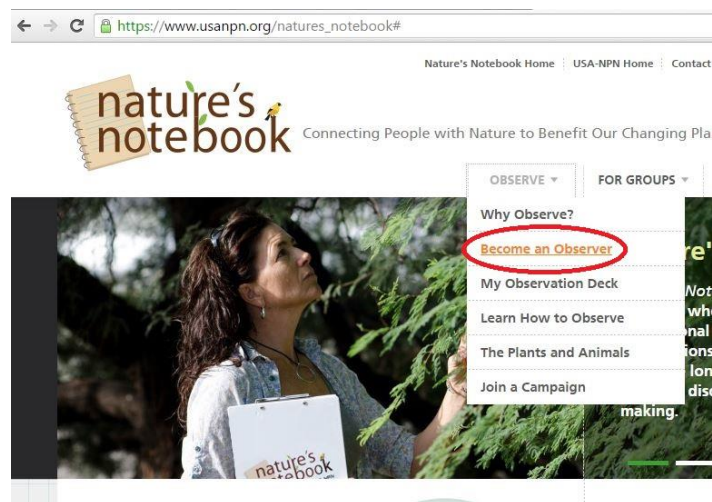 https://www.usanpn.org/natures_notebook#
Nature's Notebook Home USA-NPN Home Contact
nature's
notebook
Connecting People with Nature to Benefit Our Changing Pla
OBSERVE FOR GROUPS
Why Observe?
Become an Observer
My Observation Deck
Learn How to Observe
The Plants and Animals
Join a Campaign
making.
nature's
notebook